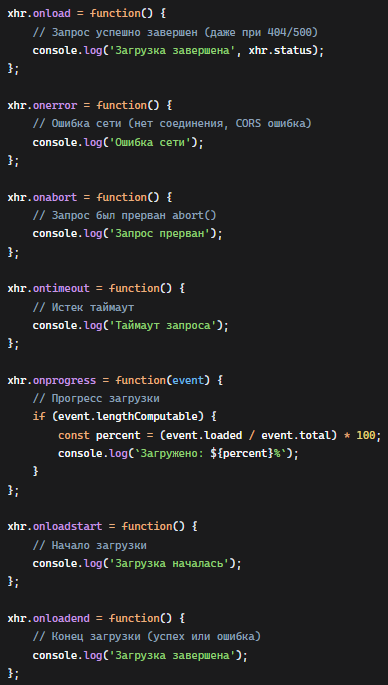 xhr.onload = function() {
    // Запрос успешно завершен (даже при 404/500)
    console.log('Загрузка завершена', xhr.status);
};

xhr.onerror = function() {
    // Ошибка сети (нет соединения, CORS ошибка)
    console.log('Ошибка сети');
};

xhr.onabort = function() {
    // Запрос был прерван abort()
    console.log('Запрос прерван');
};

xhr.ontimeout = function() {
    // Истек таймаут
    console.log('Таймаут запроса');
};

xhr.onprogress = function(event) {
    // Прогресс загрузки
    if (event.lengthComputable) {
        const percent = (event.loaded / event.total) * 100;
        console.log(`Загружено: ${percent}%`);
    }
};

xhr.onloadstart = function() {
    // Начало загрузки
    console.log('Загрузка началась');
};

xhr.onloadend = function() {
    // Конец загрузки (успех или ошибка)
    console.log('Загрузка завершена');
};